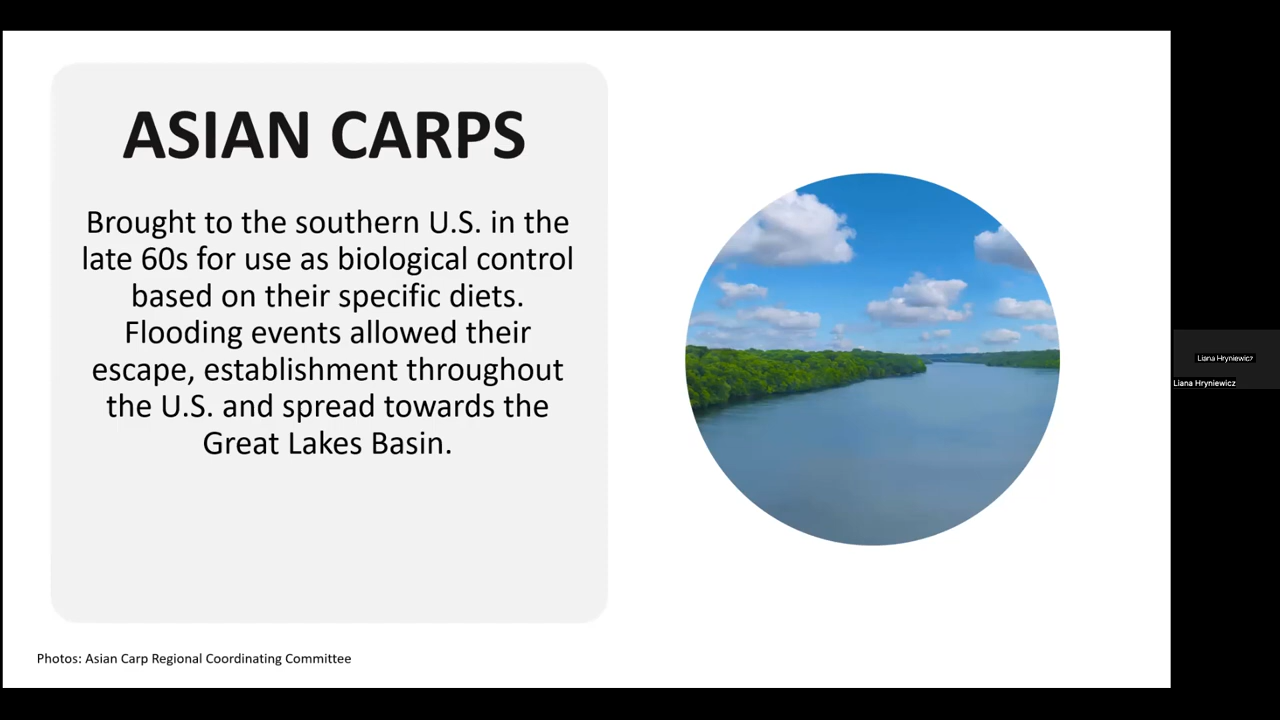 ASIAN CARPS
Brought to the southern U.S. in the
late 60s for use as biological control
based on their specific diets.
Flooding events allowed their
escape, establishment throughout
the U.S. and spread towards the
Great Lakes Basin.
Photos: Asian Carp Regional Coordinating Committee
Liana Hryniewicz
Liana Hryniewicz